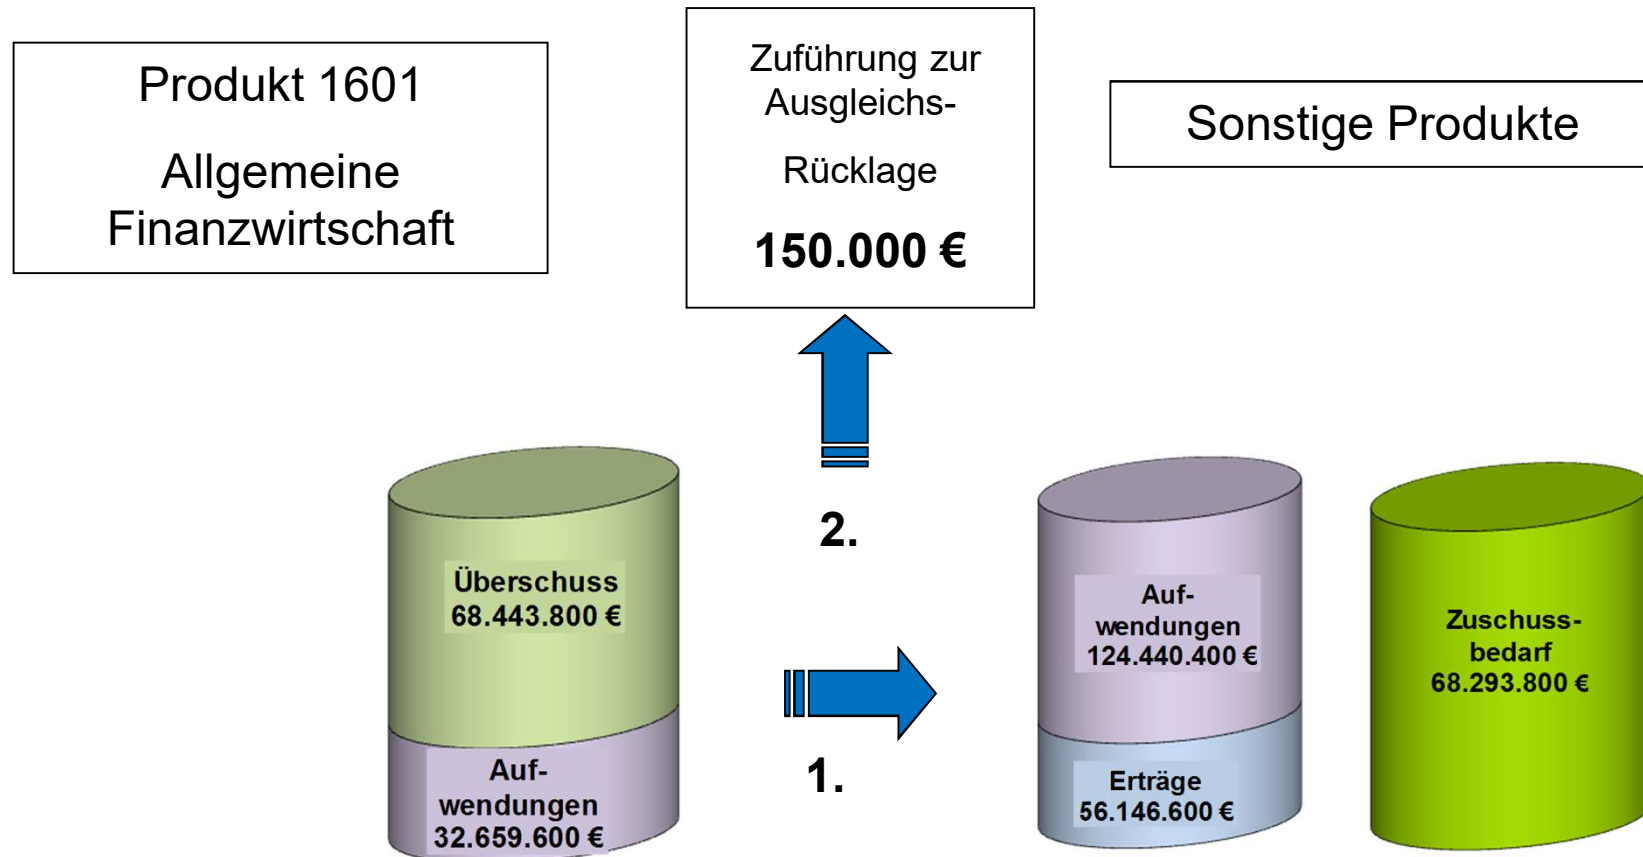 Produkt 1601
Allgemeine
Finanzwirtschaft
Zuführung zur
Ausgleichs-
Rücklage
150.000 €
Sonstige Produkte
2.
1.
Überschuss
68.443.800 €
Auf-
wendungen
32.659.600 €
Auf-
wendungen
124.440.400 €
Erträge
56.146.600 €
Zuschuss-
bedarf
68.293.800 €